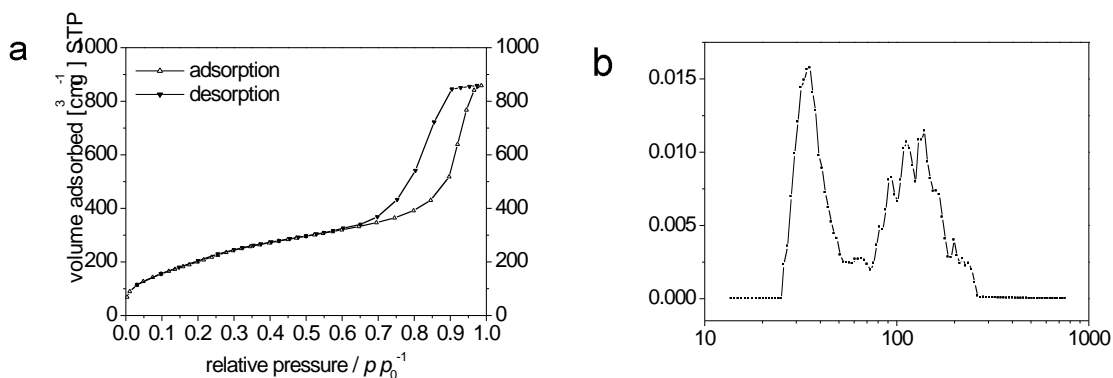 a
volume adsorbed [cm³g⁻¹] STP
1000
800
600
400
200
0
adsorption
desorption
1000
800
600
400
200
0
0.0 0.1 0.2 0.3 0.4 0.5 0.6 0.7 0.8 0.9 1.0
relative pressure / p p₀⁻¹
b
0.015
0.010
0.005
0.000
10 100 1000